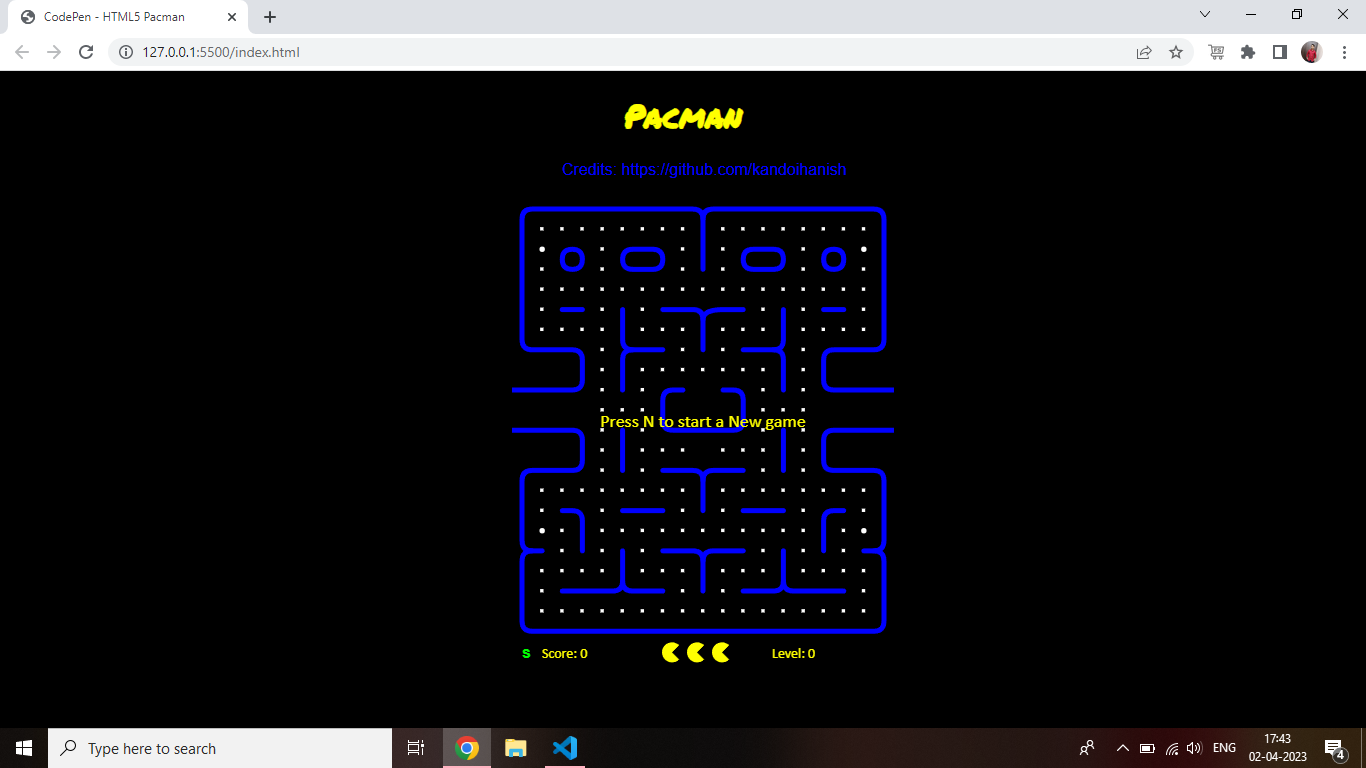 CodePen - HTML5 Pacman
127.0.0.1:5500/index.html
Pacman
Credits: https://github.com/kandoihanish
Press N to start a New game
s Score: 0 Level: 0
Type here to search
ENG
17:43
02-04-2023
4